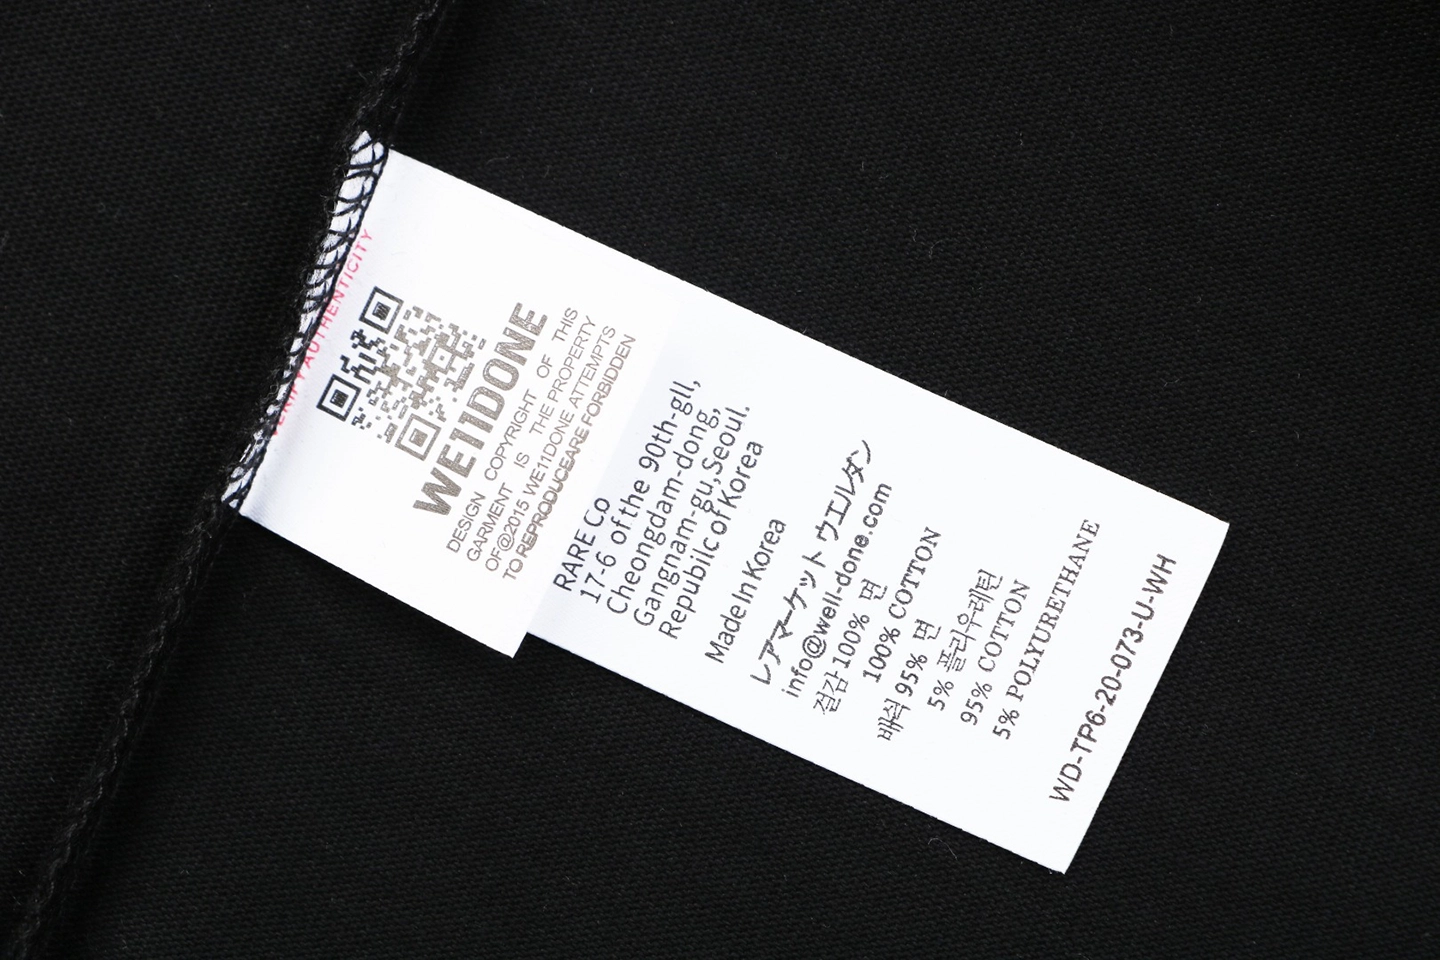 VERIFY AUTHENTICITY
WE11DONE
DESIGN COPYRIGHT OF THIS
GARMENT IS THE PROPERTY
OF@2015 WE11DONE ATTEMPTS
TO REPRODUCEARE FORBIDDEN
RARE Co
17-6 of the 90th-gll,
Cheongdam-dong,
Gangnam-gu,Seoul.
Republic of Korea
Made In Korea
レアマーケット ウエルダン
info@well-done.com
겉감 100% 면
100% COTTON
배색 95% 면
5% 폴리우레탄
95% COTTON
5% POLYURETHANE
WD-TP6-20-073-U-WH